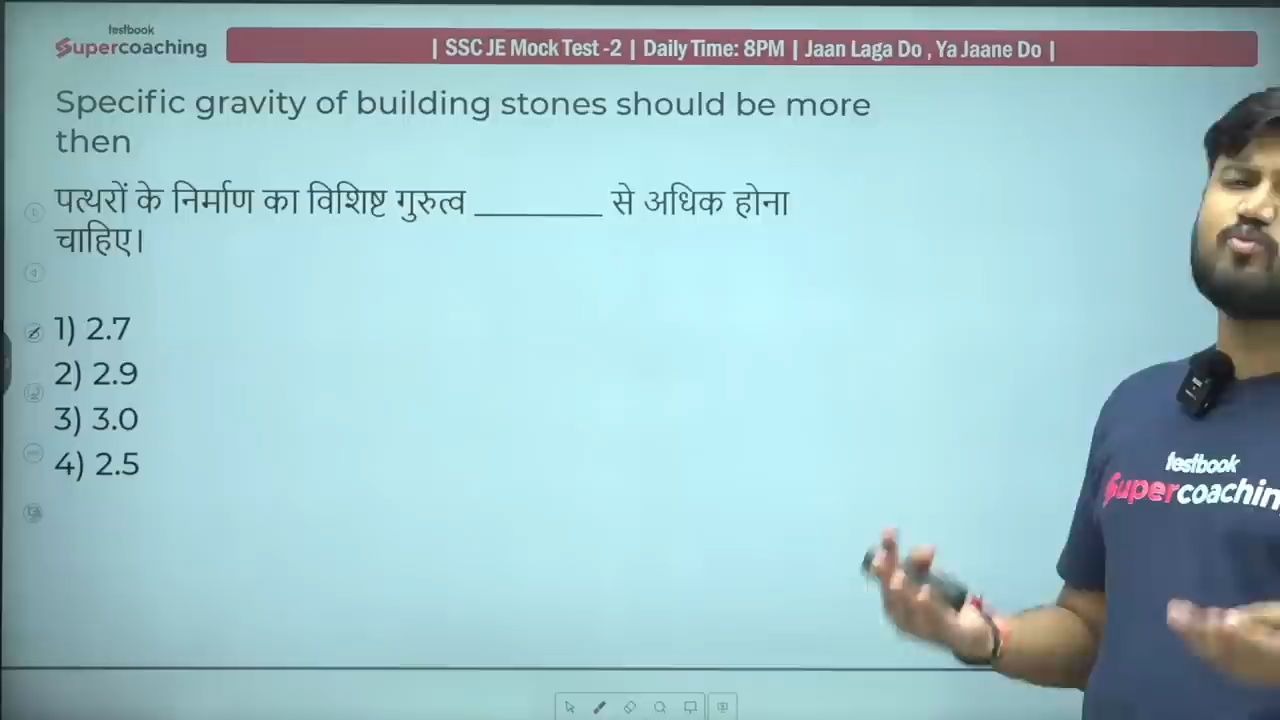 testbook
Supercoaching
| SSC JE Mock Test -2 | Daily Time: 8PM | Jaan Laga Do , Ya Jaane Do |
Specific gravity of building stones should be more
then
पत्थरों के निर्माण का विशिष्ट गुरुत्व ________ से अधिक होना
चाहिए।
1) 2.7
2) 2.9
3) 3.0
4) 2.5
testbook
Supercoachin